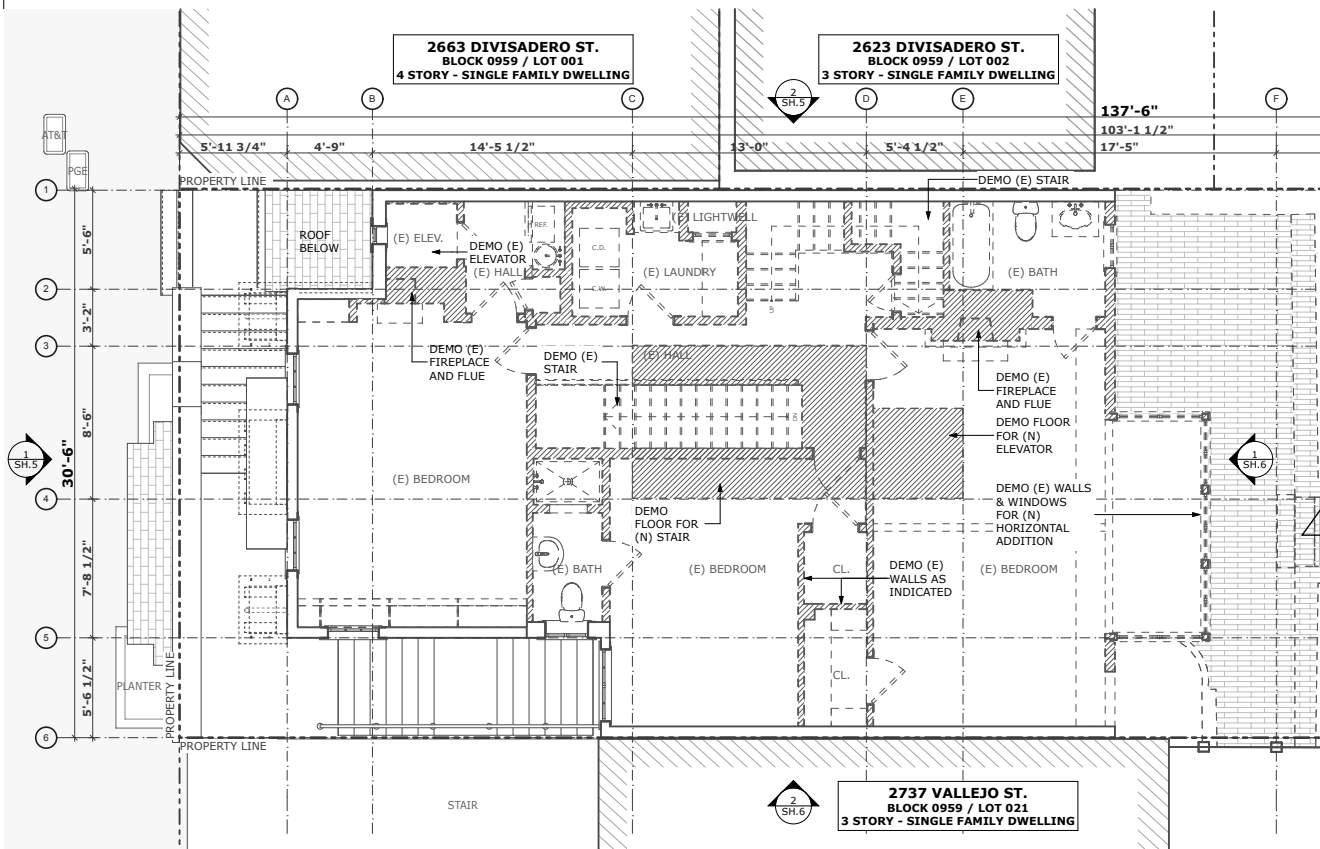 2663 DIVISADERO ST.
BLOCK 0959 / LOT 001
4 STORY - SINGLE FAMILY DWELLING
2623 DIVISADERO ST.
BLOCK 0959 / LOT 002
3 STORY - SINGLE FAMILY DWELLING
2
SH.5
A
B
C
D
E
F
137'-6"
103'-1 1/2"
5'-11 3/4"
4'-9"
14'-5 1/2"
13'-0"
5'-4 1/2"
17'-5"
AT&T
PGE
PROPERTY LINE
DEMO (E) STAIR
1
2
3
4
5
6
5'-6"
3'-2"
8'-6"
7'-8 1/2"
5'-6 1/2"
30'-6"
ROOF
BELOW
(E) ELEV.
DEMO (E)
ELEVATOR
(E) HALL
REF.
C.D.
C.W.
(E) LIGHTWELL
(E) LAUNDRY
UP
(E) BATH
DEMO (E)
FIREPLACE
AND FLUE
DEMO (E)
STAIR
(E) HALL
DN
DEMO (E)
FIREPLACE
AND FLUE
DEMO FLOOR
FOR (N)
ELEVATOR
1
SH.5
1
SH.6
(E) BEDROOM
DEMO
FLOOR FOR
(N) STAIR
DEMO (E) WALLS
& WINDOWS
FOR (N)
HORIZONTAL
ADDITION
(E) BATH
(E) BEDROOM
CL.
DEMO (E)
WALLS AS
INDICATED
(E) BEDROOM
CL.
PLANTER
PROPERTY LINE
PROPERTY LINE
STAIR
2
SH.6
2737 VALLEJO ST.
BLOCK 0959 / LOT 021
3 STORY - SINGLE FAMILY DWELLING